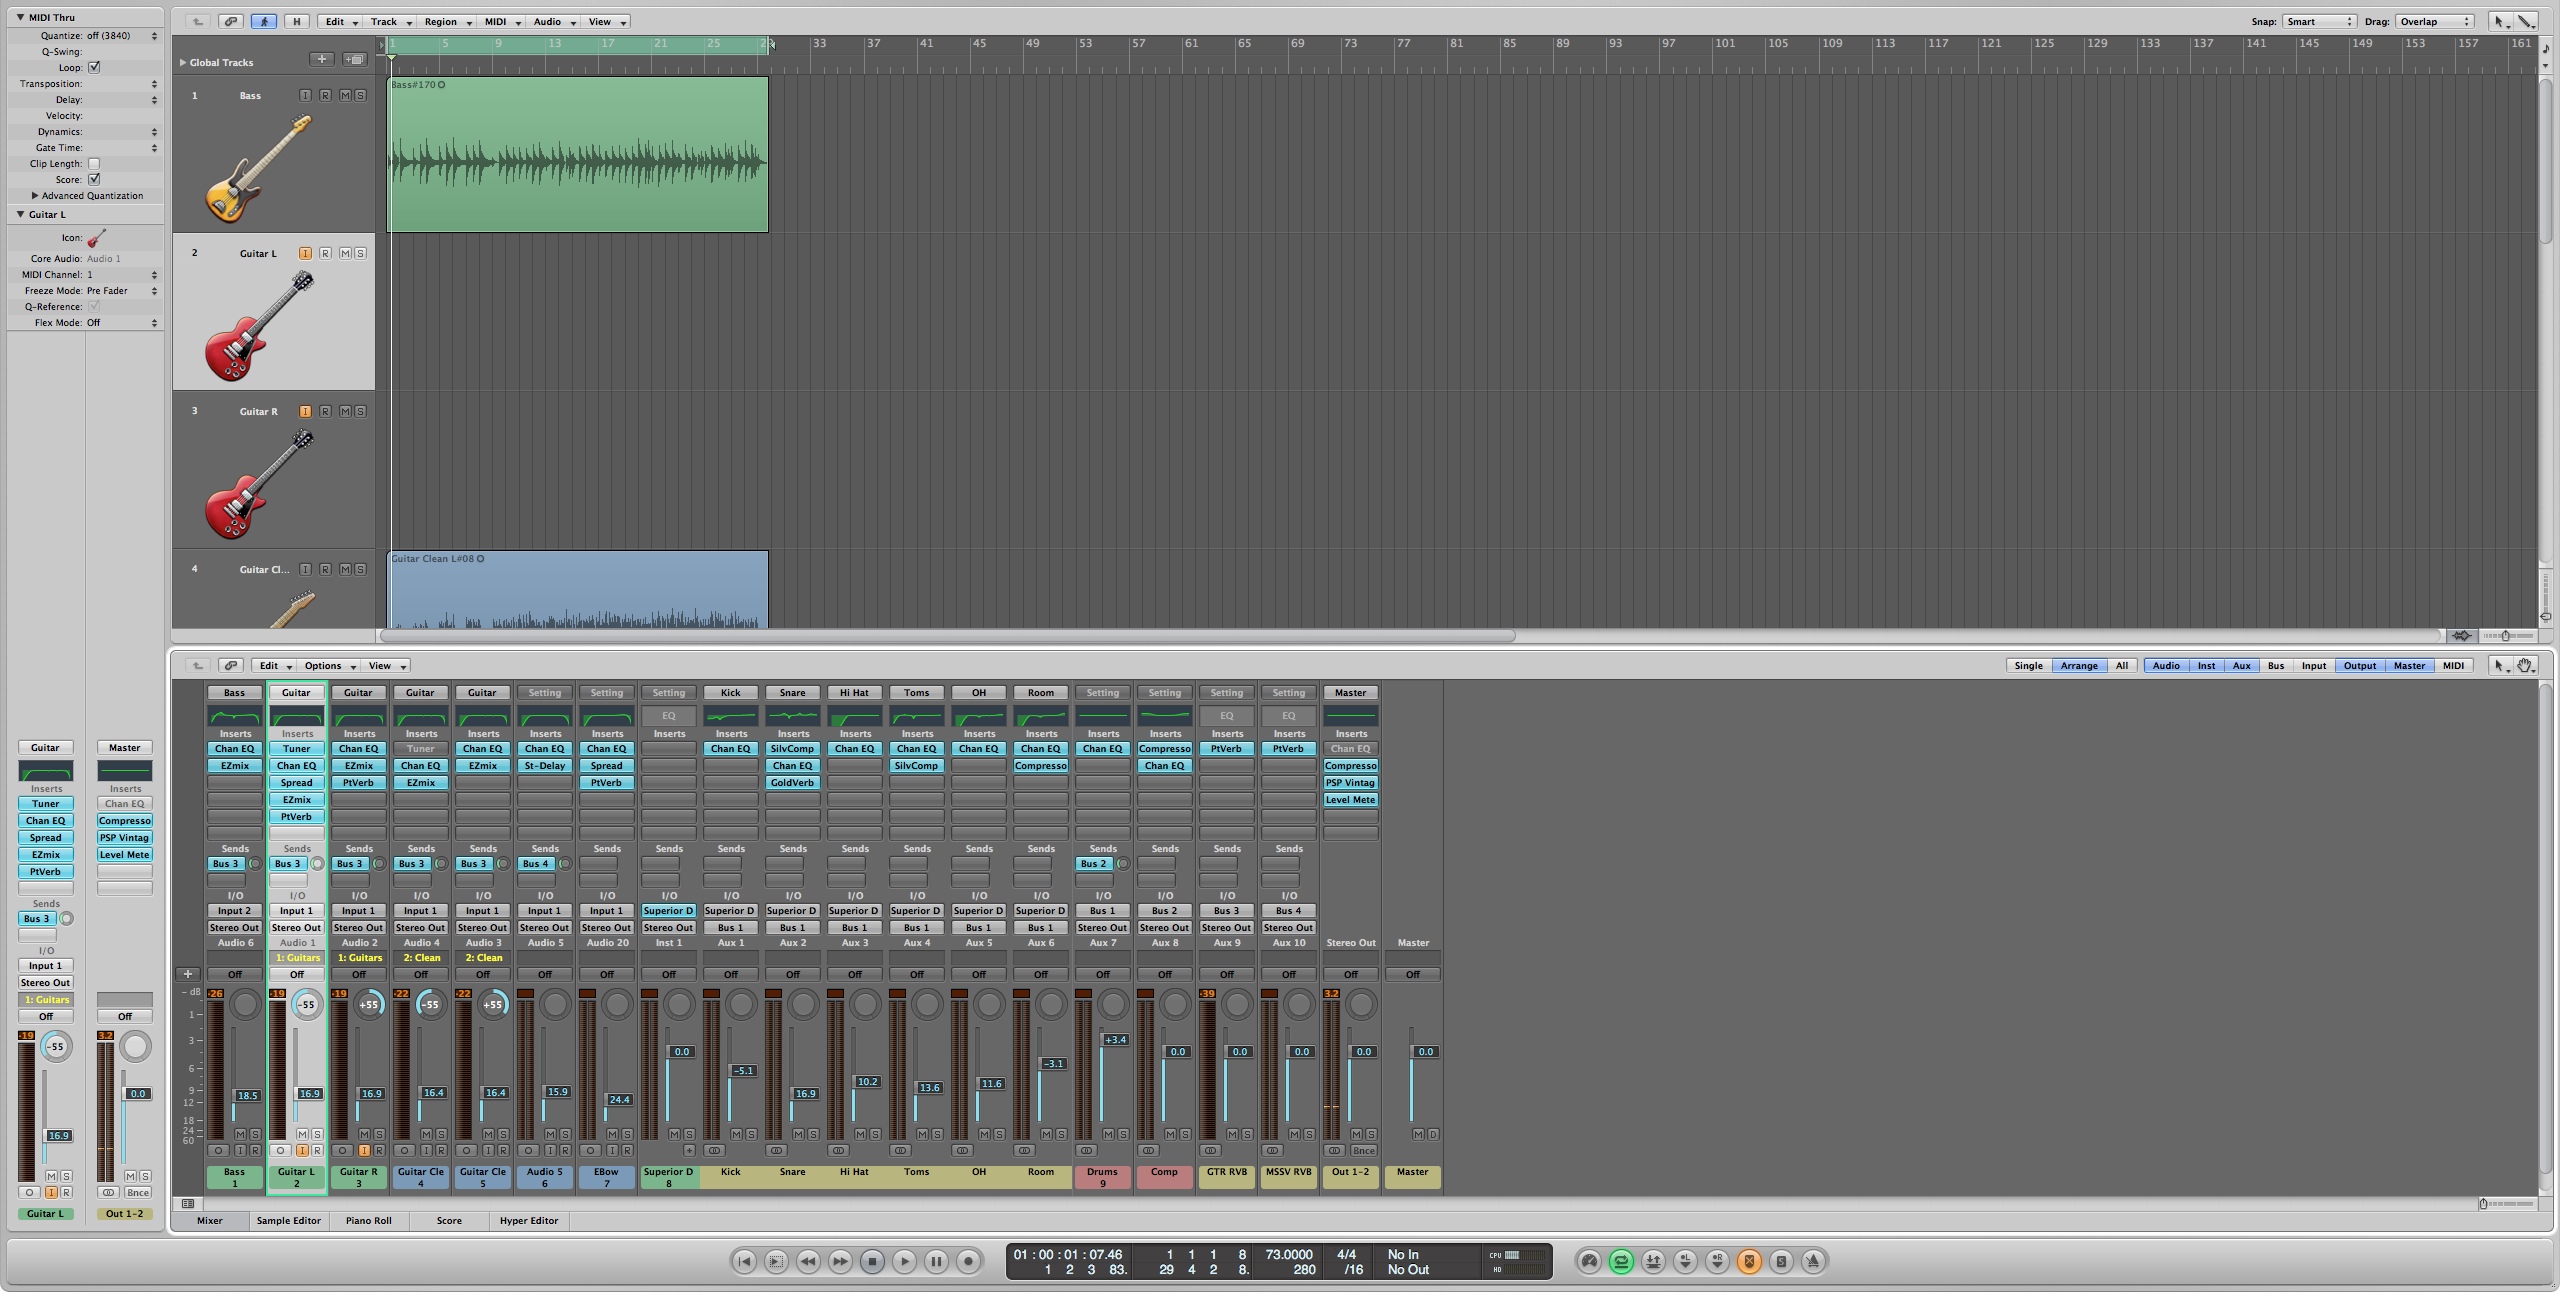 MIDI Thru
Quantize: off (3840)
Q-Swing:
Loop:
Transposition:
Delay:
Velocity:
Dynamics:
Gate Time:
Clip Length:
Score:
Advanced Quantization
Guitar L
Icon:
Core Audio: Audio 1
MIDI Channel: 1
Freeze Mode: Pre Fader
Q-Reference:
Flex Mode: Off
Guitar Master
Inserts Inserts
Tuner Chan EQ
Chan EQ Compresso
Spread PSP Vintag
EZmix Level Mete
PtVerb
Sends
Bus 3
I/O
Input 1
Stereo Out
1: Guitars
Off Off
-19 -55 3.2
0.0
16.9
M S M S
I R Bnce
Guitar L Out 1-2
H Edit Track Region MIDI Audio View Snap: Smart Drag: Overlap
1 5 9 13 17 21 25 33 37 41 45 49 53 57 61 65 69 73 77 81 85 89 93 97 101 105 109 113 117 121 125 129 133 137 141 145 149 153 157 161
Global Tracks
1 Bass I R M S
Bass#170
2 Guitar L I R M S
3 Guitar R I R M S
4 Guitar Cl... I R M S
Guitar Clean L#08
Edit Options View Single Arrange All Audio Inst Aux Bus Input Output Master MIDI
Bass Guitar Guitar Guitar Guitar Setting Setting Setting Kick Snare Hi Hat Toms OH Room Setting Setting Setting Setting Master
EQ EQ EQ
Inserts Inserts Inserts Inserts Inserts Inserts Inserts Inserts Inserts Inserts Inserts Inserts Inserts Inserts Inserts Inserts Inserts Inserts Inserts
Chan EQ Tuner Chan EQ Tuner Chan EQ Chan EQ Chan EQ Chan EQ SilvComp Chan EQ Chan EQ Chan EQ Chan EQ Chan EQ Compresso PtVerb PtVerb Chan EQ
EZmix Chan EQ EZmix Chan EQ EZmix St-Delay Spread Chan EQ SilvComp Compresso Chan EQ Compresso
Spread PtVerb EZmix PtVerb GoldVerb PSP Vintag
EZmix Level Mete
PtVerb
Sends Sends Sends Sends Sends Sends Sends Sends Sends Sends Sends Sends Sends Sends Sends Sends Sends Sends
Bus 3 Bus 3 Bus 3 Bus 3 Bus 3 Bus 4 Bus 2
I/O I/O I/O I/O I/O I/O I/O I/O I/O I/O I/O I/O I/O I/O I/O I/O I/O I/O
Input 2 Input 1 Input 1 Input 1 Input 1 Input 1 Input 1 Superior D Superior D Superior D Superior D Superior D Superior D Superior D Bus 1 Bus 2 Bus 3 Bus 4
Stereo Out Stereo Out Stereo Out Stereo Out Stereo Out Stereo Out Stereo Out Stereo Out Bus 1 Bus 1 Bus 1 Bus 1 Bus 1 Bus 1 Stereo Out Stereo Out Stereo Out Stereo Out
Audio 6 Audio 1 Audio 2 Audio 4 Audio 3 Audio 5 Audio 20 Inst 1 Aux 1 Aux 2 Aux 3 Aux 4 Aux 5 Aux 6 Aux 7 Aux 8 Aux 9 Aux 10 Stereo Out Master
1: Guitars 1: Guitars 2: Clean 2: Clean
Off Off Off Off Off Off Off Off Off Off Off Off Off Off Off Off Off Off Off Off
dB -26 -19 -55 -19 +55 -22 -55 -22 +55 -39 3.2
1
3
6
9
12
18
24
60
18.5 16.9 16.9 16.4 16.4 15.9 24.4 0.0 -5.1 16.9 10.2 13.6 11.6 -3.1 +3.4 0.0 0.0 0.0 0.0 0.0
M S M S M S M S M S M S M S M S M S M S M S M S M S M S M S M S M S M S M S M D
I R I R I R I R I R I R I R Bnce
Bass Guitar L Guitar R Guitar Cle Guitar Cle Audio 5 EBow Superior D Kick Snare Hi Hat Toms OH Room Drums Comp GTR RVB MSSV RVB Out 1-2 Master
1 2 3 4 5 6 7 8 9
Mixer Sample Editor Piano Roll Score Hyper Editor
01 : 00 : 01 : 07.46 1 1 1 8 73.0000 4/4 No In CPU
1 2 3 83. 29 4 2 8. 280 /16 No Out HD